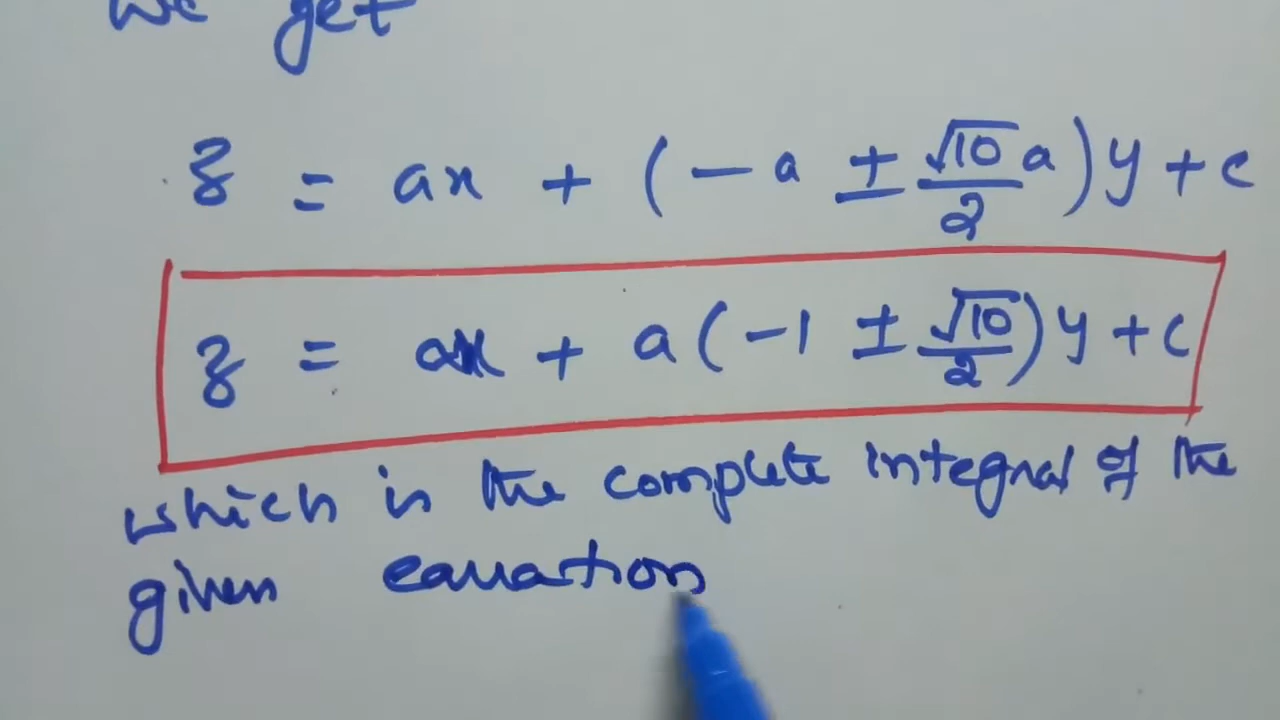 We get
z = ax + (-a ± √10/2 a)y + c
z = ax + a(-1 ± √10/2)y + c
which is the complete integral of the
given equation